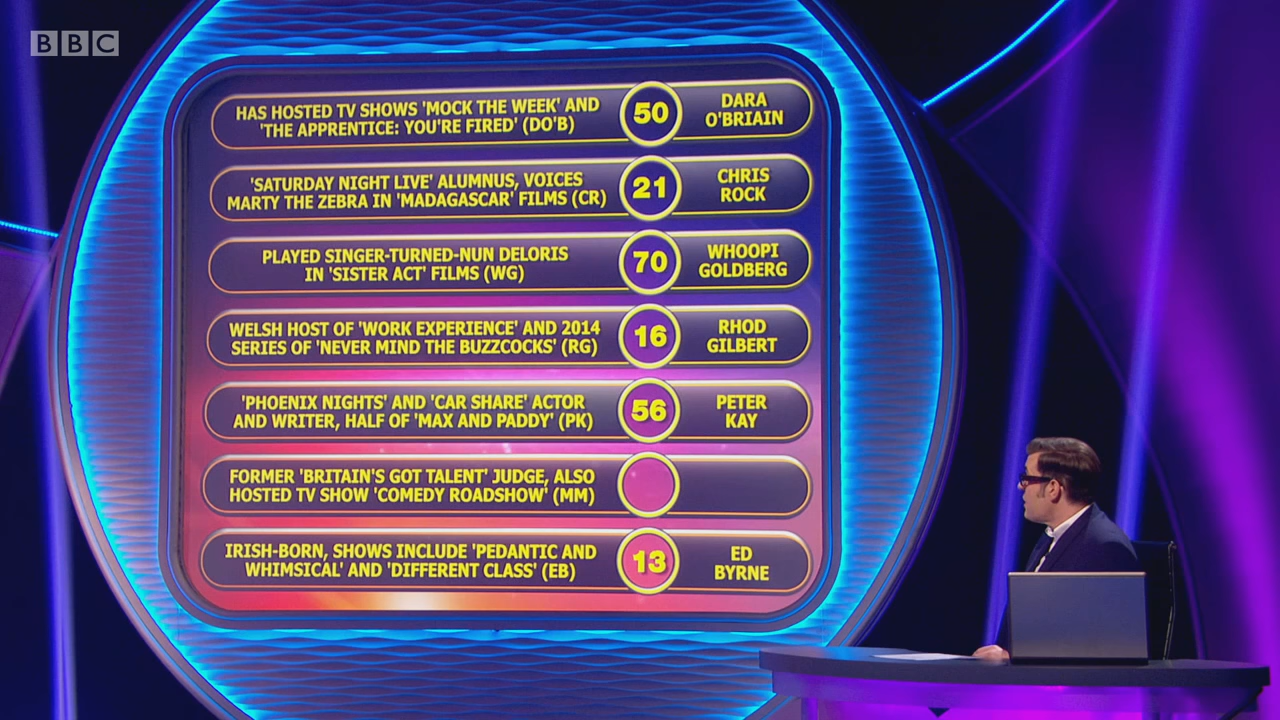 BBC
HAS HOSTED TV SHOWS 'MOCK THE WEEK' AND
'THE APPRENTICE: YOU'RE FIRED' (DO'B)
50
DARA
O'BRIAIN
'SATURDAY NIGHT LIVE' ALUMNUS, VOICES
MARTY THE ZEBRA IN 'MADAGASCAR' FILMS (CR)
21
CHRIS
ROCK
PLAYED SINGER-TURNED-NUN DELORIS
IN 'SISTER ACT' FILMS (WG)
70
WHOOPI
GOLDBERG
WELSH HOST OF 'WORK EXPERIENCE' AND 2014
SERIES OF 'NEVER MIND THE BUZZCOCKS' (RG)
16
RHOD
GILBERT
'PHOENIX NIGHTS' AND 'CAR SHARE' ACTOR
AND WRITER, HALF OF 'MAX AND PADDY' (PK)
56
PETER
KAY
FORMER 'BRITAIN'S GOT TALENT' JUDGE, ALSO
HOSTED TV SHOW 'COMEDY ROADSHOW' (MM)
IRISH-BORN, SHOWS INCLUDE 'PEDANTIC AND
WHIMSICAL' AND 'DIFFERENT CLASS' (EB)
13
ED
BYRNE